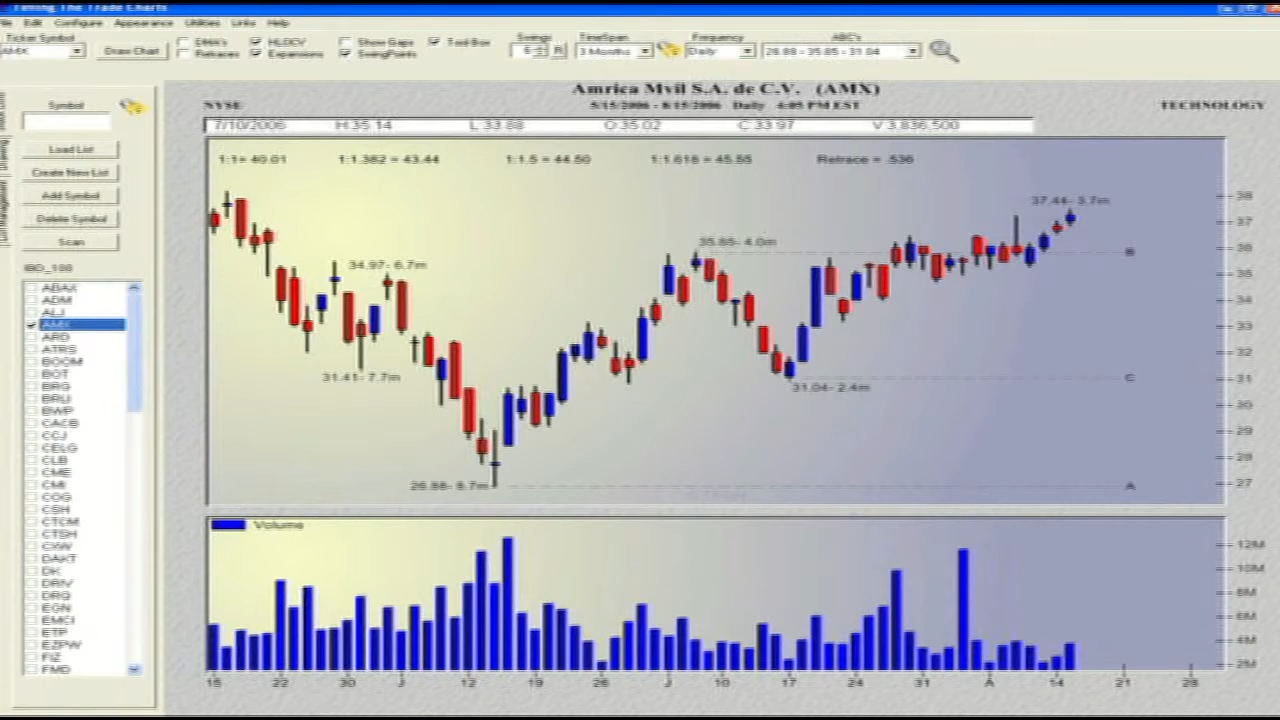 Timing The Trade Charts
File Edit Configure Appearance Utilities Links Help
Ticker Symbol
AMX
Draw Chart
DMA's
Retraces
HLOCV
Expansions
Show Gaps
SwingPoints
Tool Box
Swings
6
R
TimeSpan
3 Months
Frequency
Daily
ABC's
26.88 - 35.85 - 31.04
Symbol
Load List
Create New List
Add Symbol
Delete Symbol
Scan
IBD_100
ABAX
ADM
ALJ
AMX
ARD
ATRS
BOOM
BOT
BRG
BRLI
BWP
CACB
CCJ
CELG
CLB
CME
CMI
COG
CSH
CTCM
CTSH
CXW
DAKT
DK
DRIV
DRQ
EGN
EMCI
ETP
EZPW
FIZ
FMD
Amrica Mvil S.A. de C.V. (AMX)
NYSE
5/15/2006 - 8/15/2006 Daily 4:05 PM EST
TECHNOLOGY
7/10/2006 H:35.14 L:33.88 O:35.02 C:33.97 V:3,836,500
1:1= 40.01 1:1.382 = 43.44 1:1.5 = 44.50 1:1.618 = 45.55 Retrace = .536
37.44- 3.7m
35.85- 4.0m
34.97- 6.7m
31.41- 7.7m
31.04- 2.4m
26.88- 8.7m
B
C
A
38
37
36
35
34
33
32
31
30
29
28
27
Volume
12M
10M
8M
6M
4M
2M
15 22 30 J 12 19 26 J 10 17 24 31 A 14 21 28